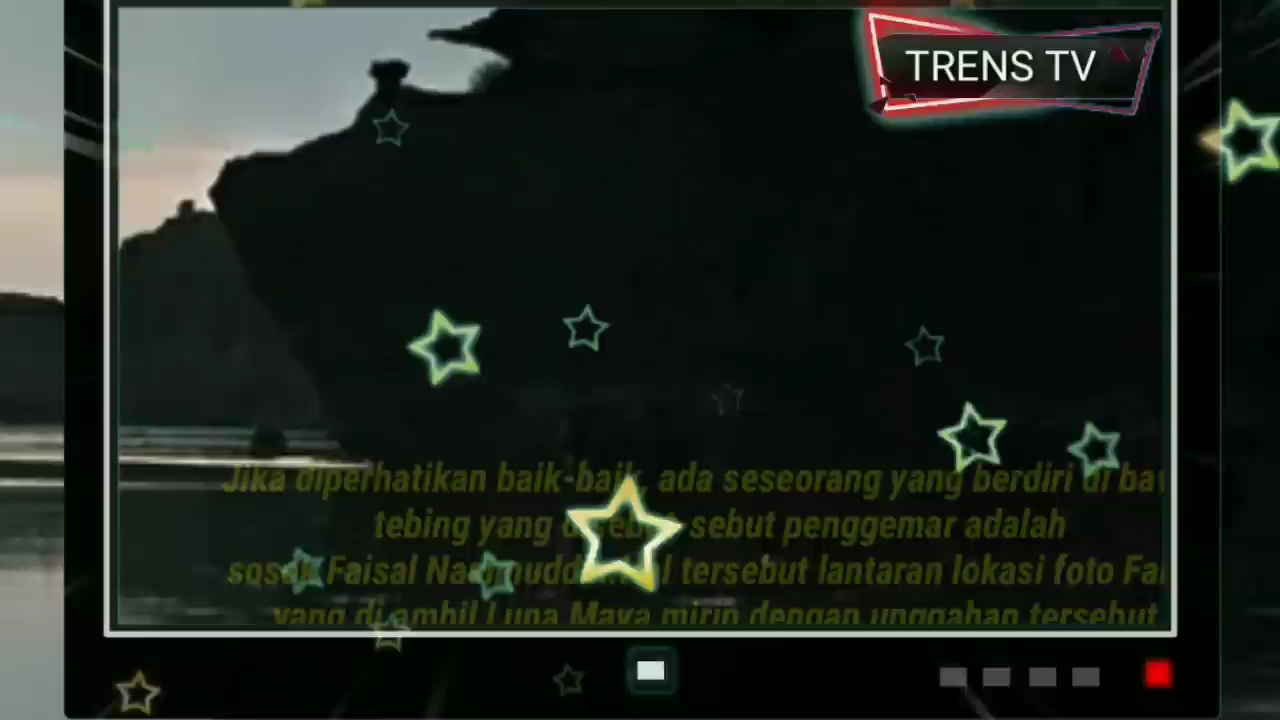 TRENS TV
Jika diperhatikan baik-baik, ada seseorang yang berdiri di
tebing yang sebut penggemar adalah
Faisal tersebut lantaran lokasi foto
yang di ambil Luna Maya mirip dengan unggahan tersebut